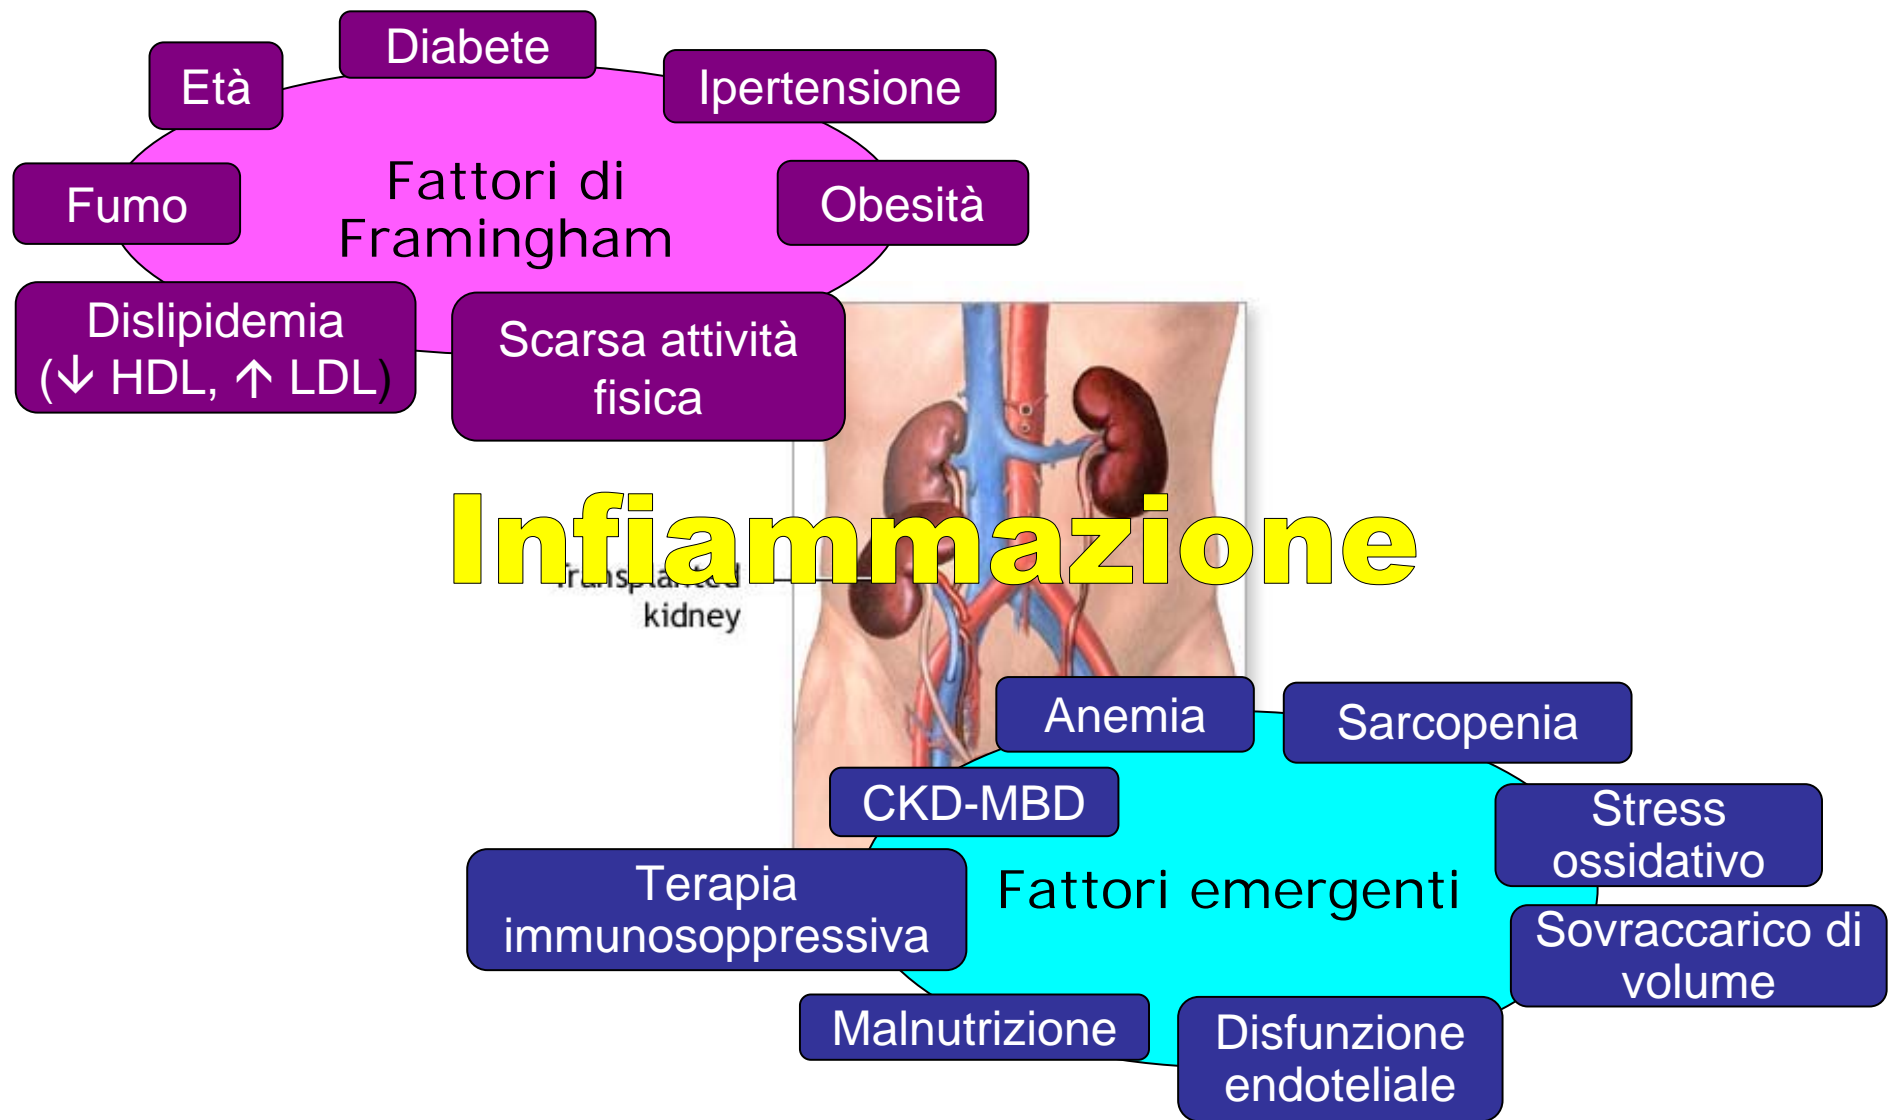 Diabete
Età
Ipertensione
Fattori di
Framingham
Fumo
Obesità
Dislipidemia
(↓ HDL, ↑ LDL)
Scarsa attività
fisica
Infiammazione
Transplanted
kidney
Anemia
Sarcopenia
CKD-MBD
Stress
ossidativo
Terapia
immunosoppressiva
Fattori emergenti
Sovraccarico di
volume
Malnutrizione
Disfunzione
endoteliale